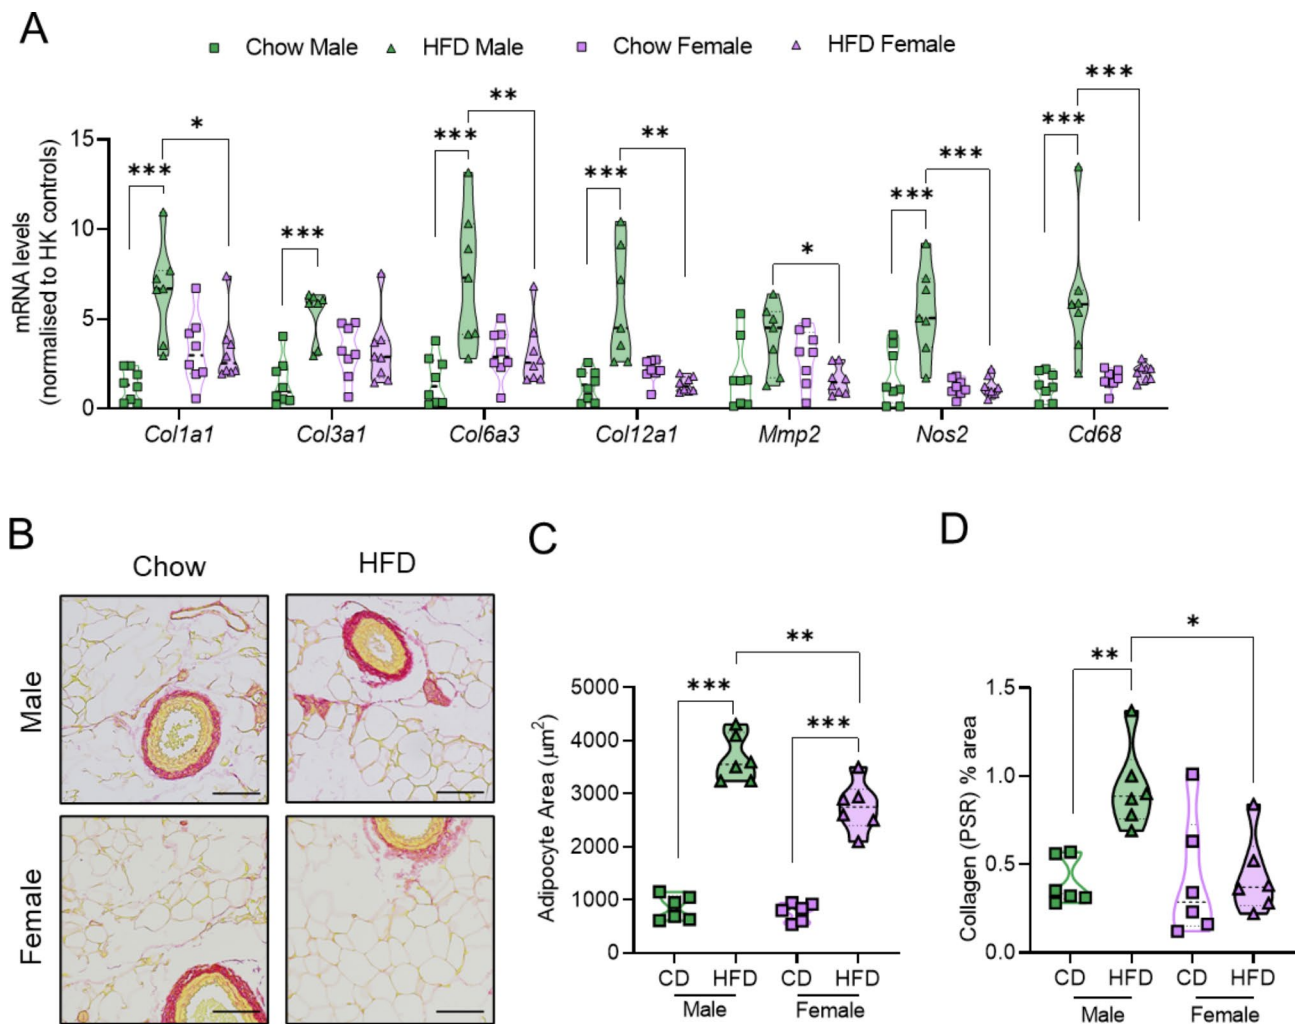 A
Chow Male HFD Male Chow Female HFD Female
mRNA levels
(normalised to HK controls)
15
10
5
0
* *** *** *** ** *** ** * *** *** *** ***
Col1a1 Col3a1 Col6a3 Col12a1 Mmp2 Nos2 Cd68
B
Chow HFD
Male
Female
C
Adipocyte Area (μm²)
5000
4000
3000
2000
1000
0
*** ** ***
CD HFD CD HFD
Male Female
D
Collagen (PSR) % area
1.5
1.0
0.5
0.0
** *
CD HFD CD HFD
Male Female